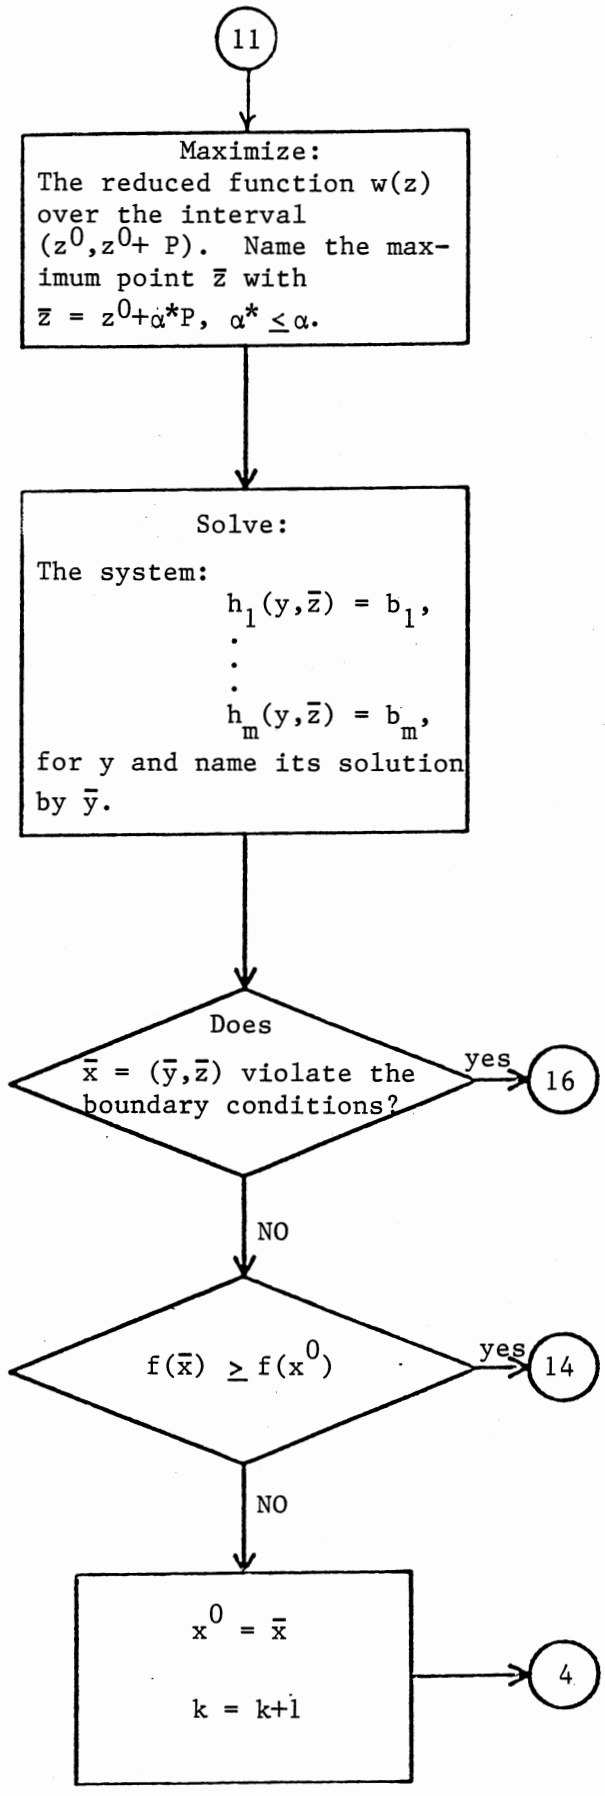 11
Maximize:
The reduced function w(z)
over the interval
(z⁰,z⁰+ P). Name the max-
imum point z̄ with
z̄ = z⁰+α*P, α* ≤ α.
Solve:
The system:
h₁(y,z̄) = b₁,
.
.
.
hₘ(y,z̄) = bₘ,
for y and name its solution
by ȳ.
Does
x̄ = (ȳ,z̄) violate the
boundary conditions?
yes
16
NO
f(x̄) ≥ f(x⁰)
yes
14
NO
x⁰ = x̄
k = k+1
4